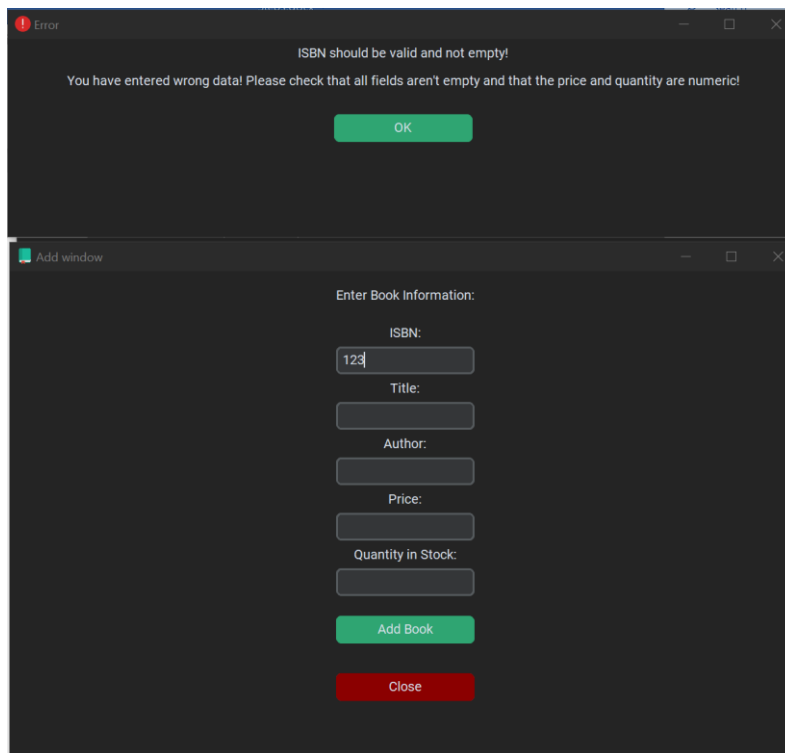 Error
ISBN should be valid and not empty!
You have entered wrong data! Please check that all fields aren't empty and that the price and quantity are numeric!
OK
Add window
Enter Book Information:
ISBN:
123
Title:
Author:
Price:
Quantity in Stock:
Add Book
Close